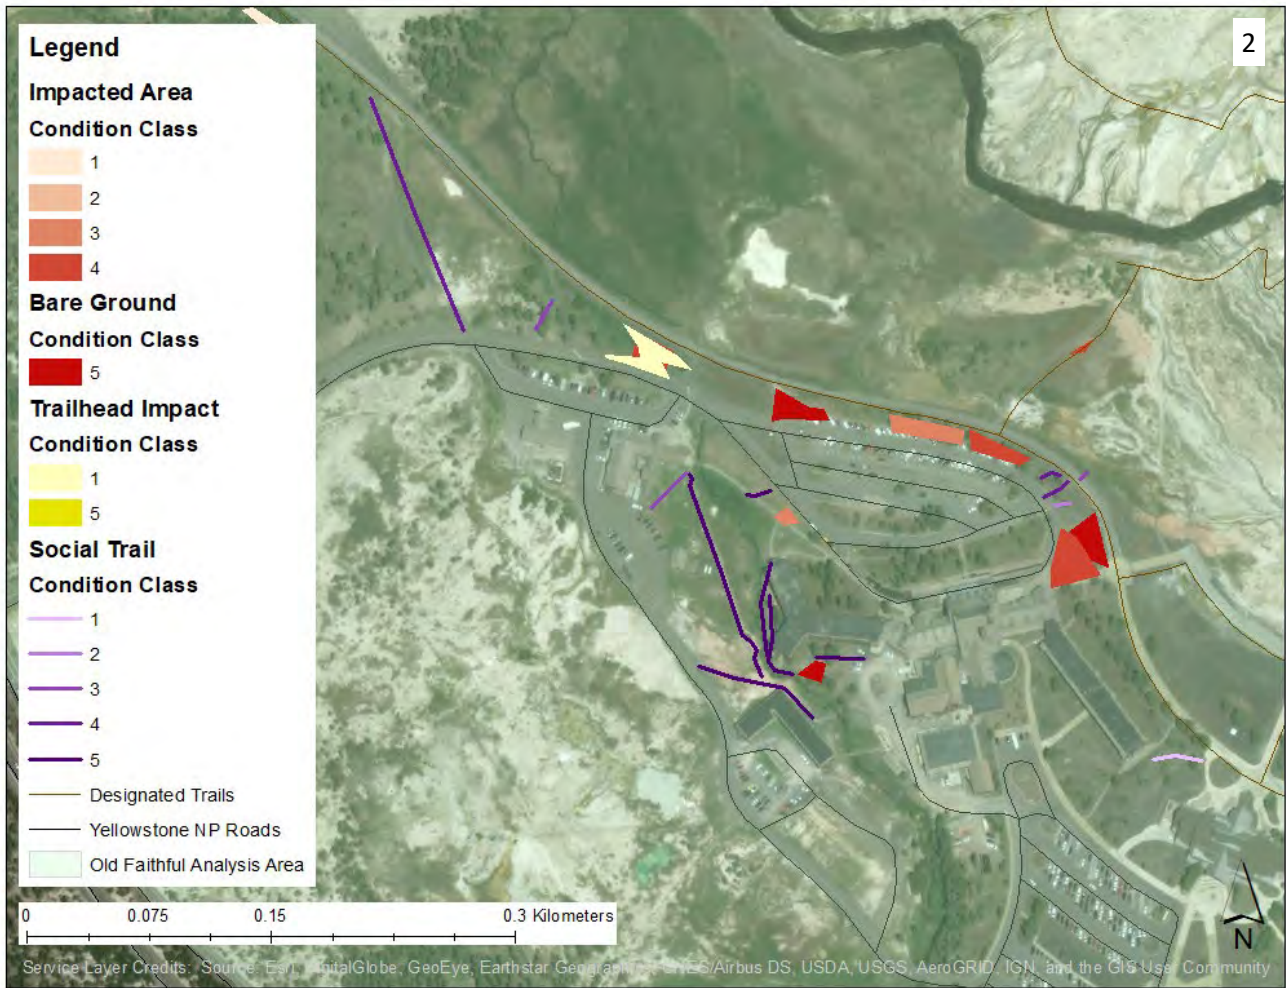 2
Legend
Impacted Area
Condition Class
1
2
3
4
Bare Ground
Condition Class
5
Trailhead Impact
Condition Class
1
5
Social Trail
Condition Class
1
2
3
4
5
Designated Trails
Yellowstone NP Roads
Old Faithful Analysis Area
0 0.075 0.15 0.3 Kilometers
N
Service Layer Credits: Source: Esri, DigitalGlobe, GeoEye, Earthstar Geographics, CNES/Airbus DS, USDA, USGS, AeroGRID, IGN, and the GIS User Community